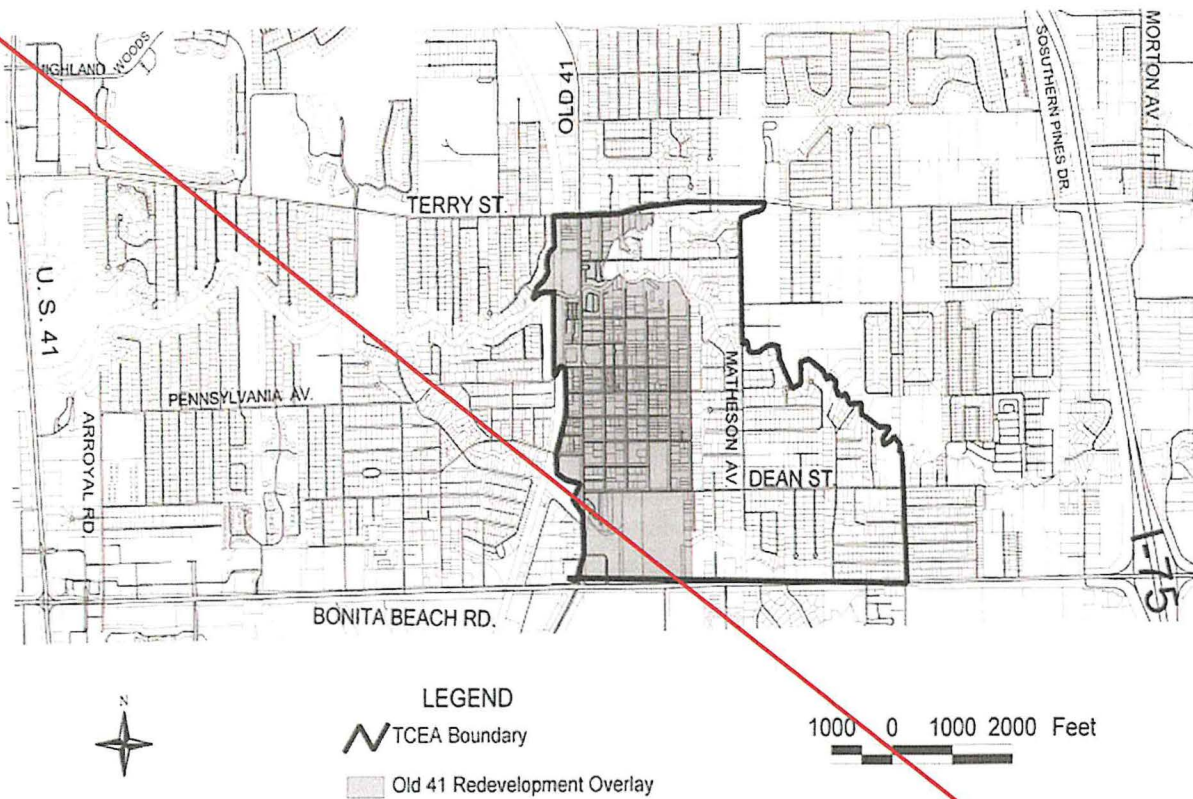 HIGHLAND WOODS
OLD 41
SOSUTHERN PINES DR.
MORTON AV.
TERRY ST.
U. S. 41
PENNSYLVANIA AV.
MATHESON AV
ARROYAL RD.
DEAN ST.
I-75
BONITA BEACH RD.
N
LEGEND
TCEA Boundary
Old 41 Redevelopment Overlay
1000 0 1000 2000 Feet